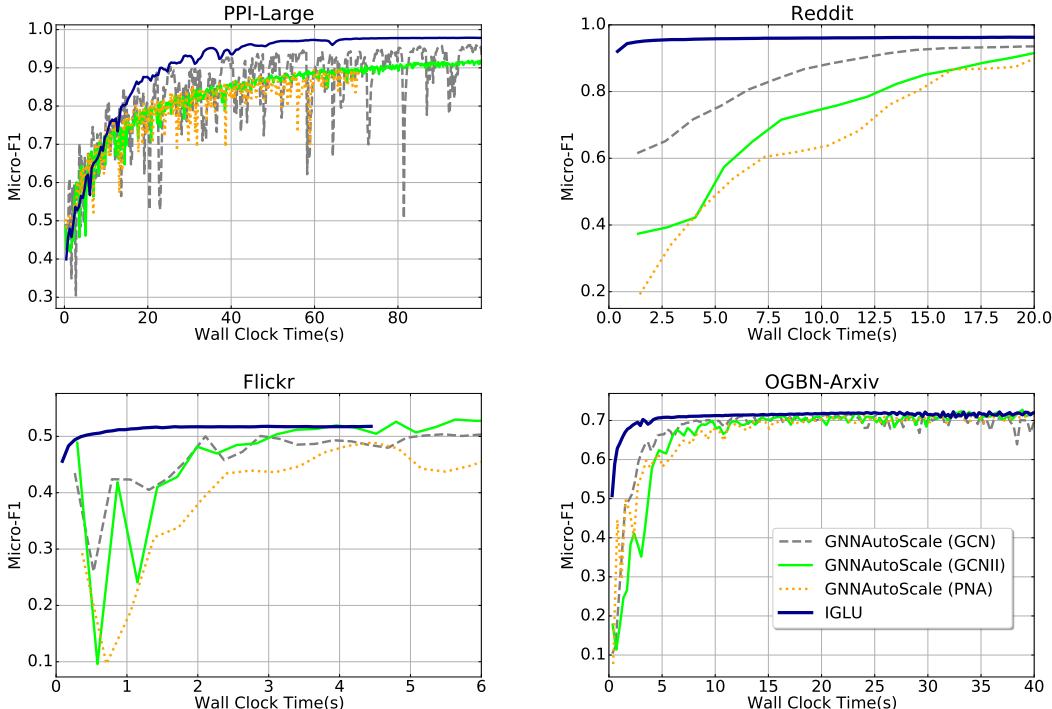 PPI-Large
1.0
0.9
0.8
0.7
0.6
0.5
0.4
0.3
Micro-F1
0 20 40 60 80
Wall Clock Time(s)
Reddit
1.0
0.8
0.6
0.4
0.2
Micro-F1
0.0 2.5 5.0 7.5 10.0 12.5 15.0 17.5 20.0
Wall Clock Time(s)
Flickr
0.5
0.4
0.3
0.2
0.1
Micro-F1
0 1 2 3 4 5 6
Wall Clock Time(s)
OGBN-Arxiv
0.7
0.6
0.5
0.4
0.3
0.2
0.1
Micro-F1
GNNAutoScale (GCN)
GNNAutoScale (GCNII)
GNNAutoScale (PNA)
IGLU
0 5 10 15 20 25 30 35 40
Wall Clock Time(s)